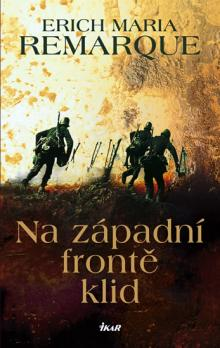 ERICH MARIA
REMARQUE
Na západní
frontě
klid
IKAR